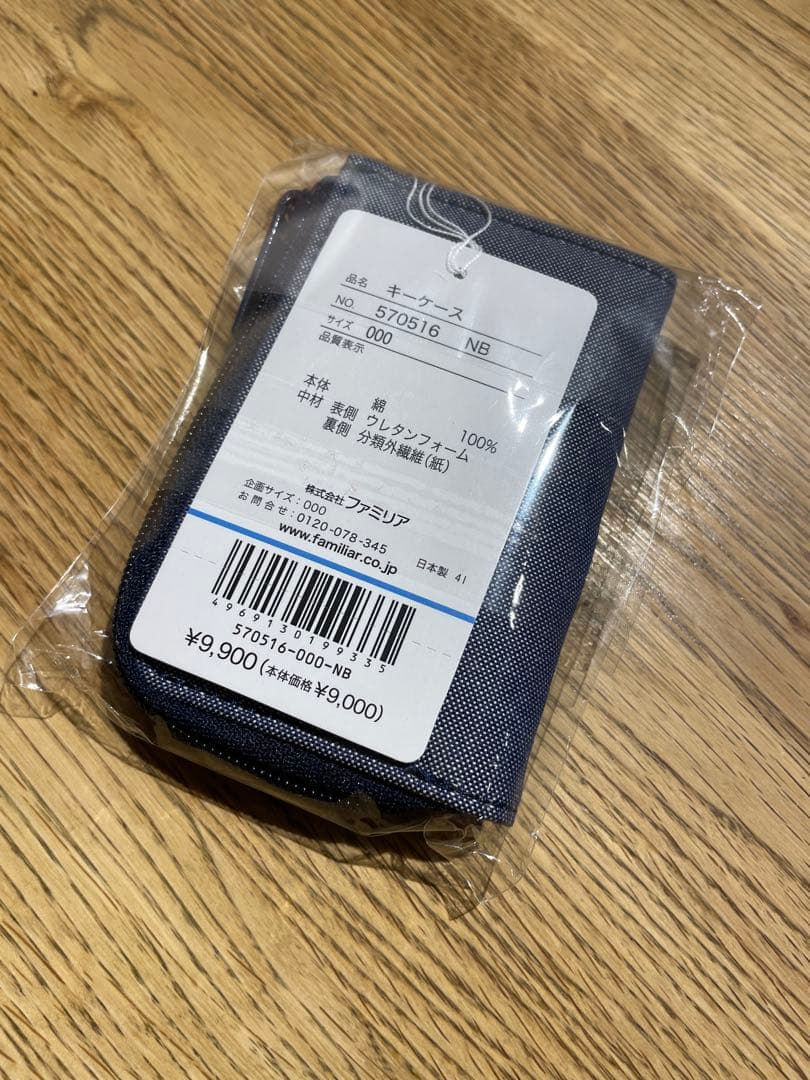 品名 キーケース
NO. 570516 NB
サイズ 000
品質表示
本体 綿 100%
中材 表側 ウレタンフォーム
裏側 分類外繊維(紙)
株式会社ファミリア
企画サイズ:000
お問合せ:0120-078-345
www.familiar.co.jp 日本製 41
4969130199335
570516-000-NB
¥9,900(本体価格¥9,000)